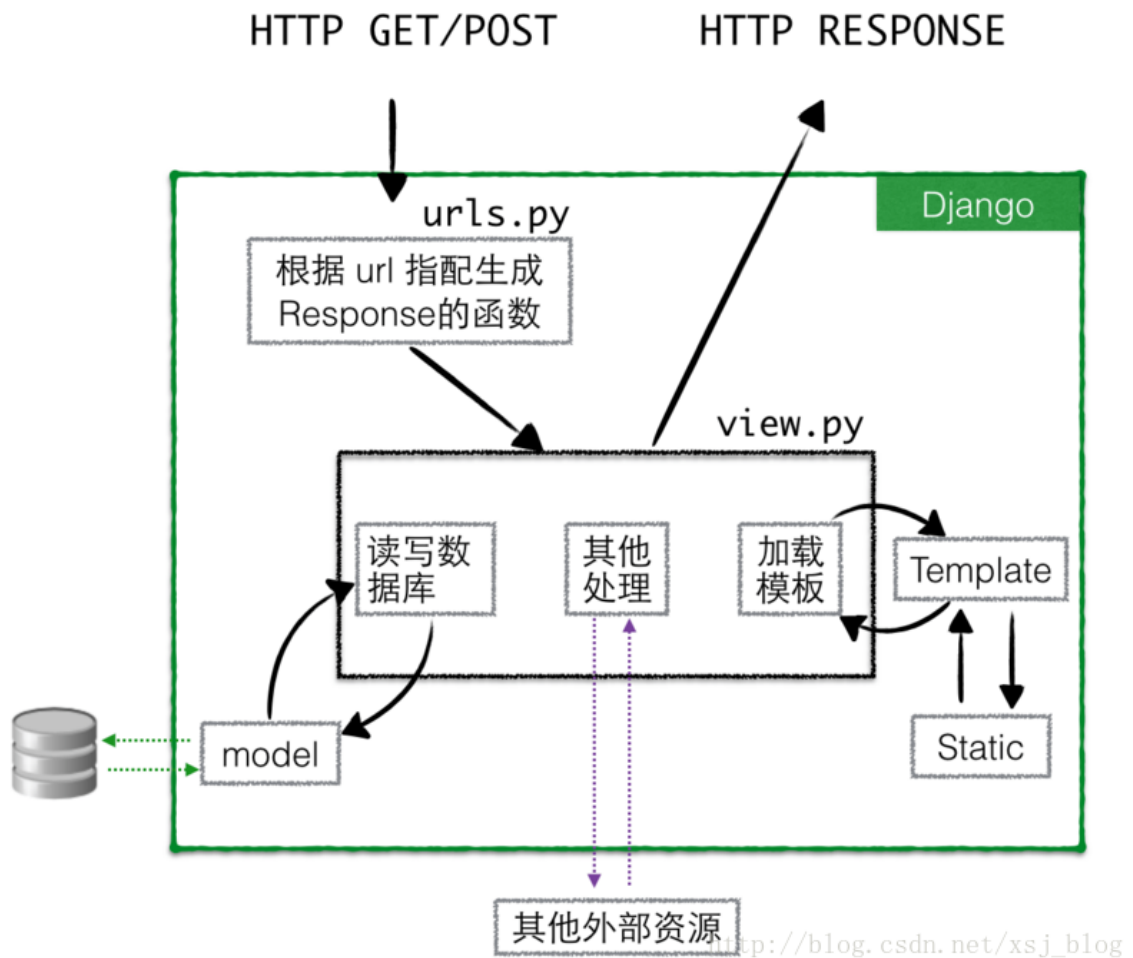 HTTP GET/POST
HTTP RESPONSE
Django
urls.py
根据 url 指配生成
Response的函数
view.py
读写数
据库
其他
处理
加载
模板
Template
model
Static
其他外部资源
http://blog.csdn.net/xsj_blog